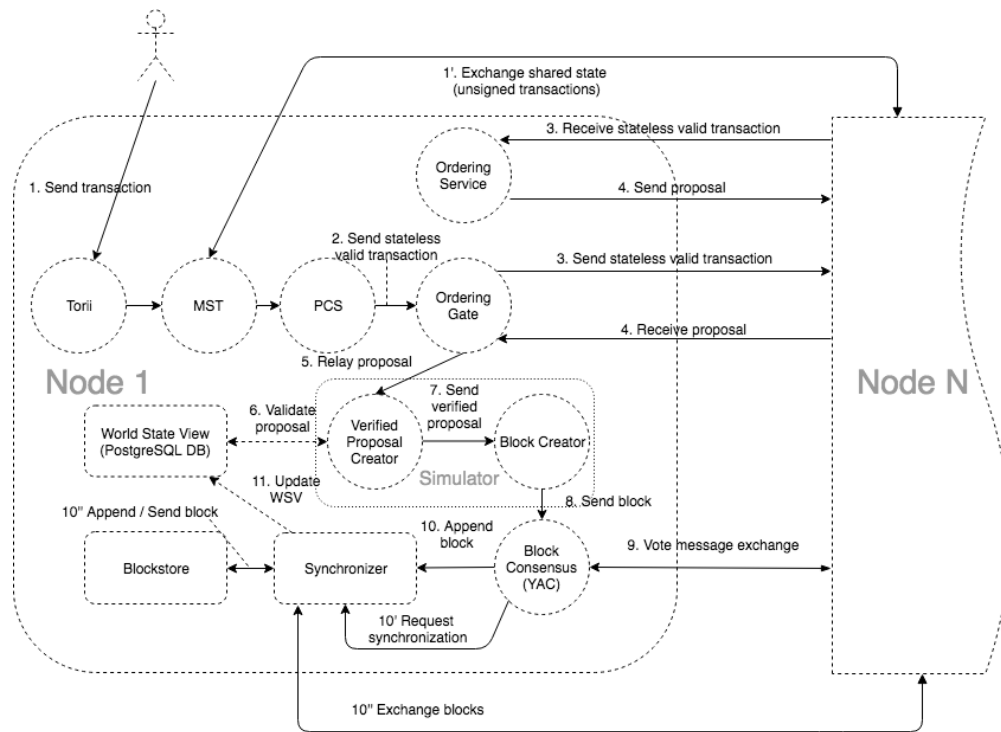 1'. Exchange shared state
(unsigned transactions)
3. Receive stateless valid transaction
Ordering
Service
1. Send transaction
4. Send proposal
2. Send stateless
valid transaction
3. Send stateless valid transaction
Torii
MST
PCS
Ordering
Gate
4. Receive proposal
5. Relay proposal
Node 1
Node N
7. Send
verified
proposal
6. Validate
proposal
World State View
(PostgreSQL DB)
Verified
Proposal
Creator
Block Creator
Simulator
11. Update
WSV
10" Append / Send block
8. Send block
10. Append
block
9. Vote message exchange
Blockstore
Synchronizer
Block
Consensus
(YAC)
10' Request
synchronization
10" Exchange blocks